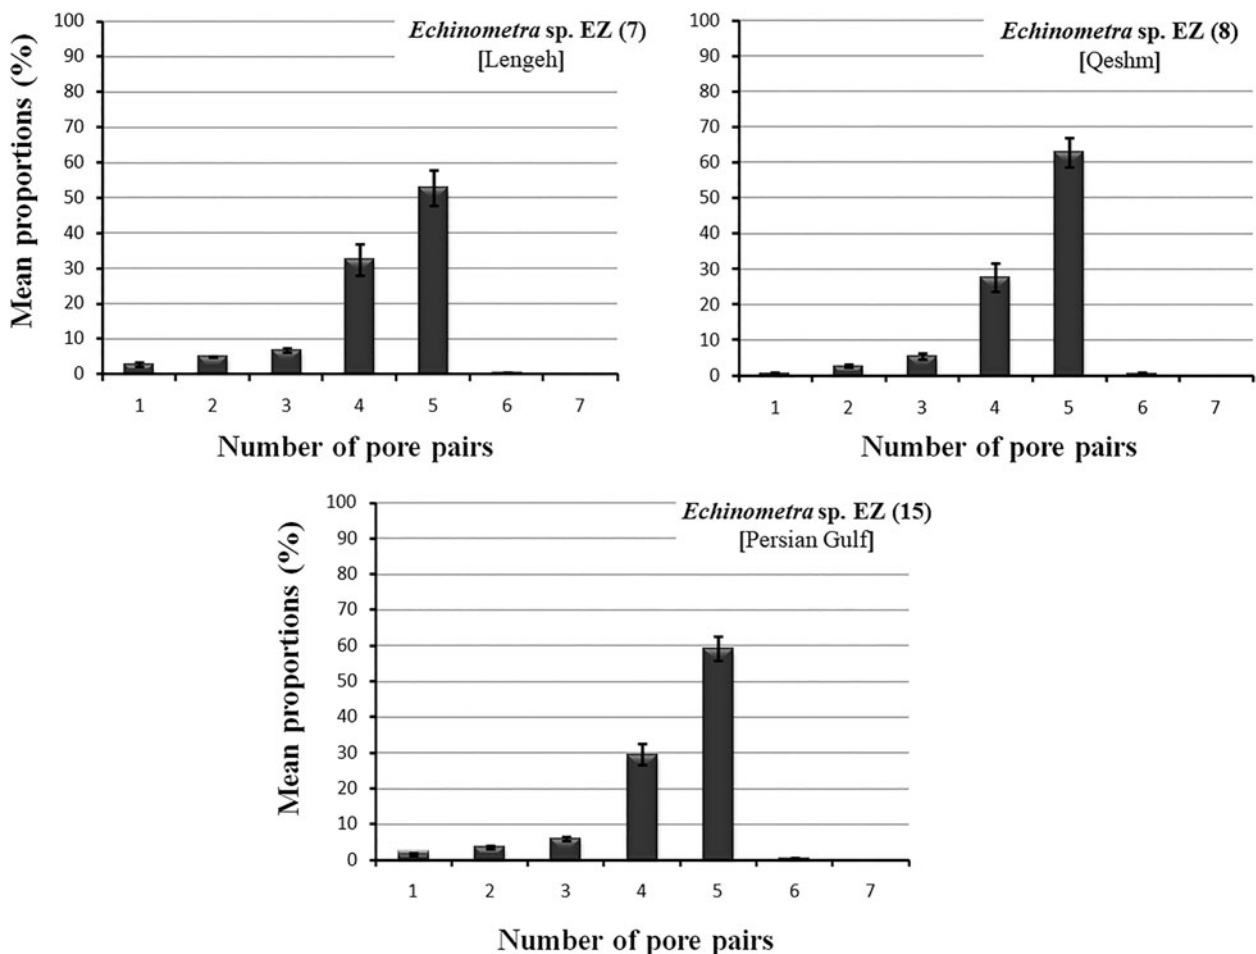 Echinometra sp. EZ (7)
[Lengeh]
Mean proportions (%)
100
90
80
70
60
50
40
30
20
10
0
1 2 3 4 5 6 7
Number of pore pairs
Echinometra sp. EZ (8)
[Qeshm]
100
90
80
70
60
50
40
30
20
10
0
1 2 3 4 5 6 7
Number of pore pairs
Echinometra sp. EZ (15)
[Persian Gulf]
Mean proportions (%)
100
90
80
70
60
50
40
30
20
10
0
1 2 3 4 5 6 7
Number of pore pairs